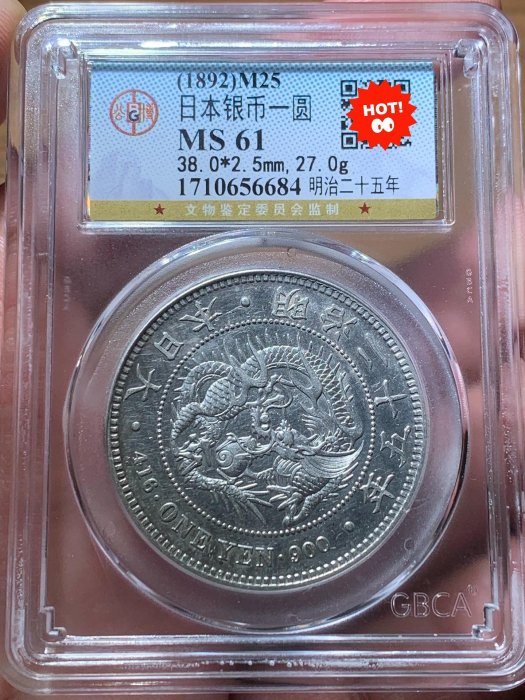 (1892)M25
日本银币一圆
MS 61
38.0*2.5mm,27.0g
1710656684 明治二十五年
公 G 博
HOT!
★ 文物鉴定委员会监制 ★
大日本・明治二十五年・
416・ONE YEN・900・
GBCA